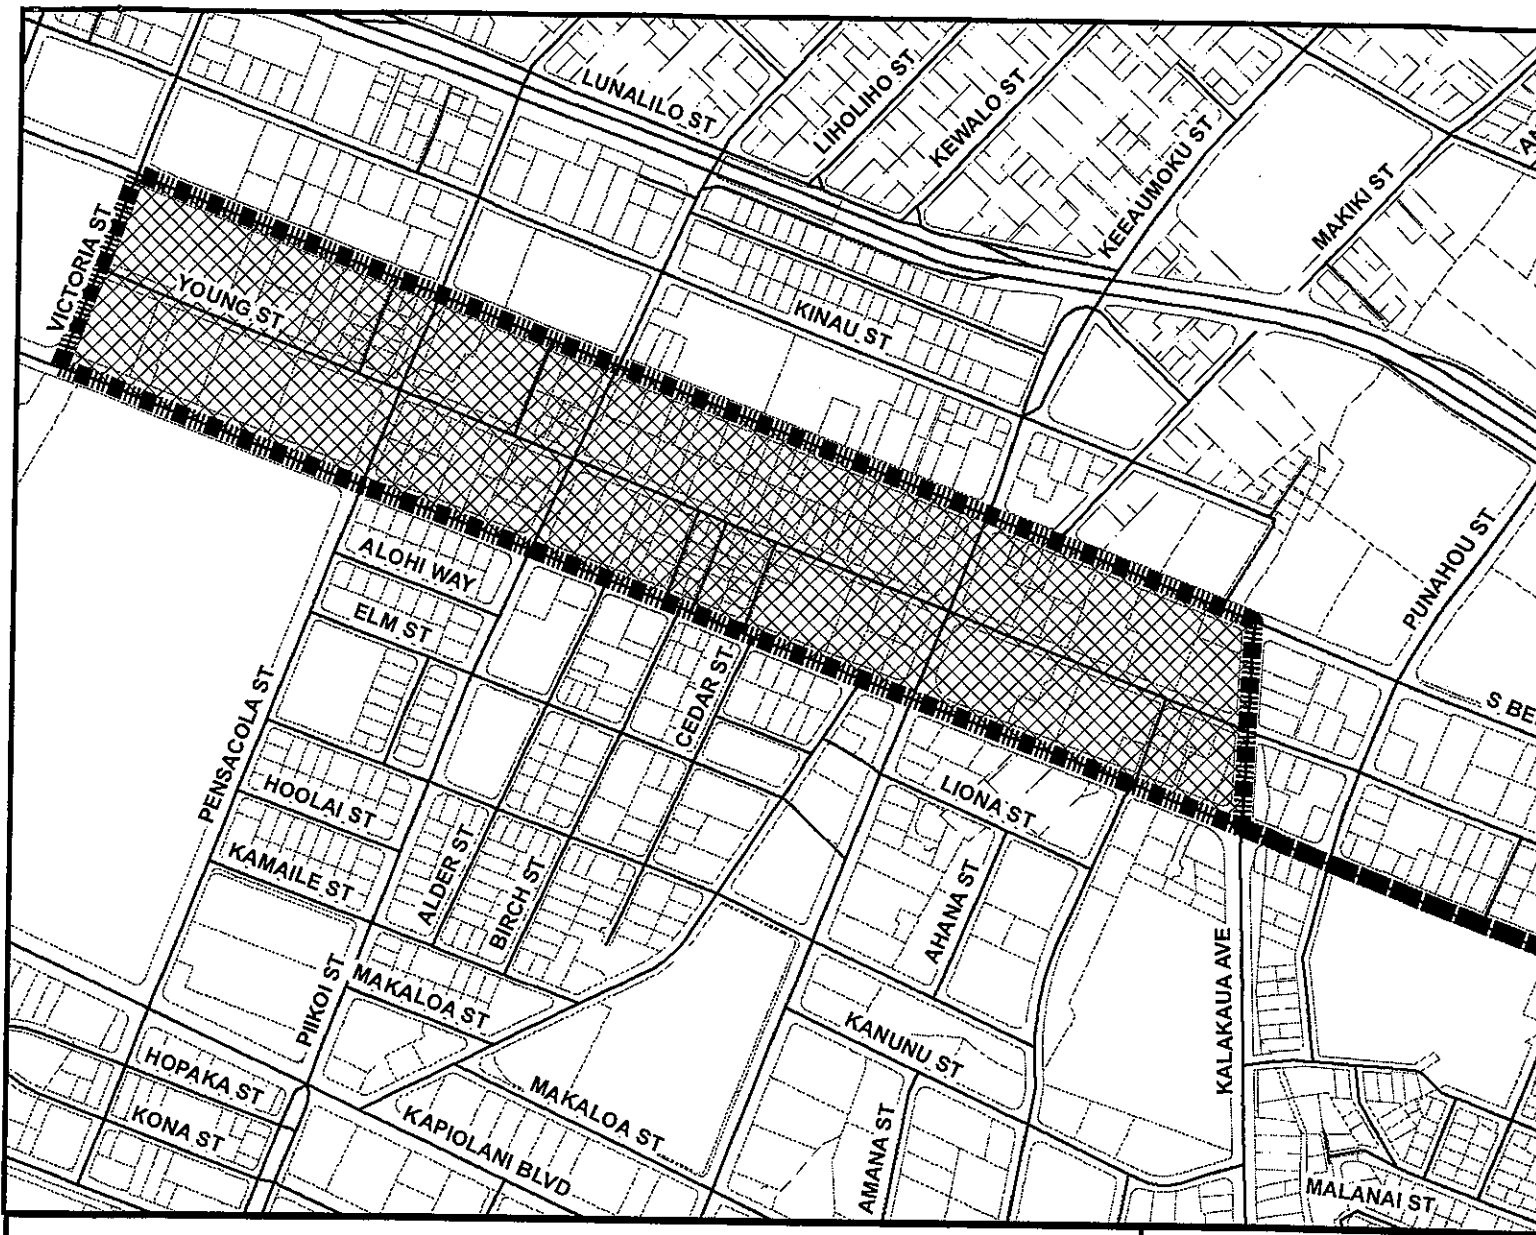 LUNALILO ST
LIHOLIHO ST
KEWALO ST
KEEAUMOKU ST
MAKIKI ST
VICTORIA ST
YOUNG ST
KINAU ST
PUNAHOU ST
ALOHI WAY
ELM ST
CEDAR ST
S BE
PENSACOLA ST
HOOLAI ST
LIONA ST
KAMAILE ST
ALDER ST
BIRCH ST
AHANA ST
KALAKAUA AVE
PIIKOI ST
MAKALOA ST
KANUNU ST
HOPAKA ST
MAKALOA ST
KONA ST
KAPIOLANI BLVD
AMANA ST
MALANAI ST